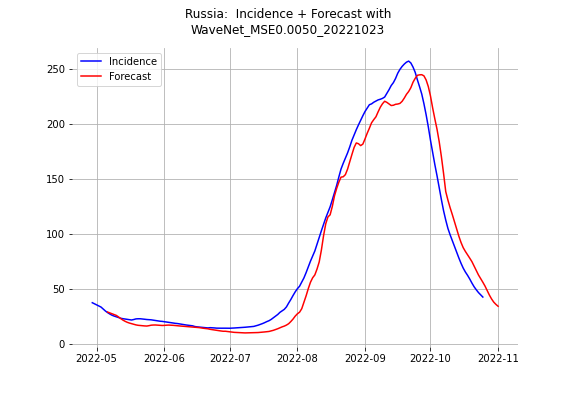 Russia:  Incidence + Forecast with
WaveNet_MSE0.0050_20221023
Incidence
Forecast
250
200
150
100
50
0
2022-05 2022-06 2022-07 2022-08 2022-09 2022-10 2022-11